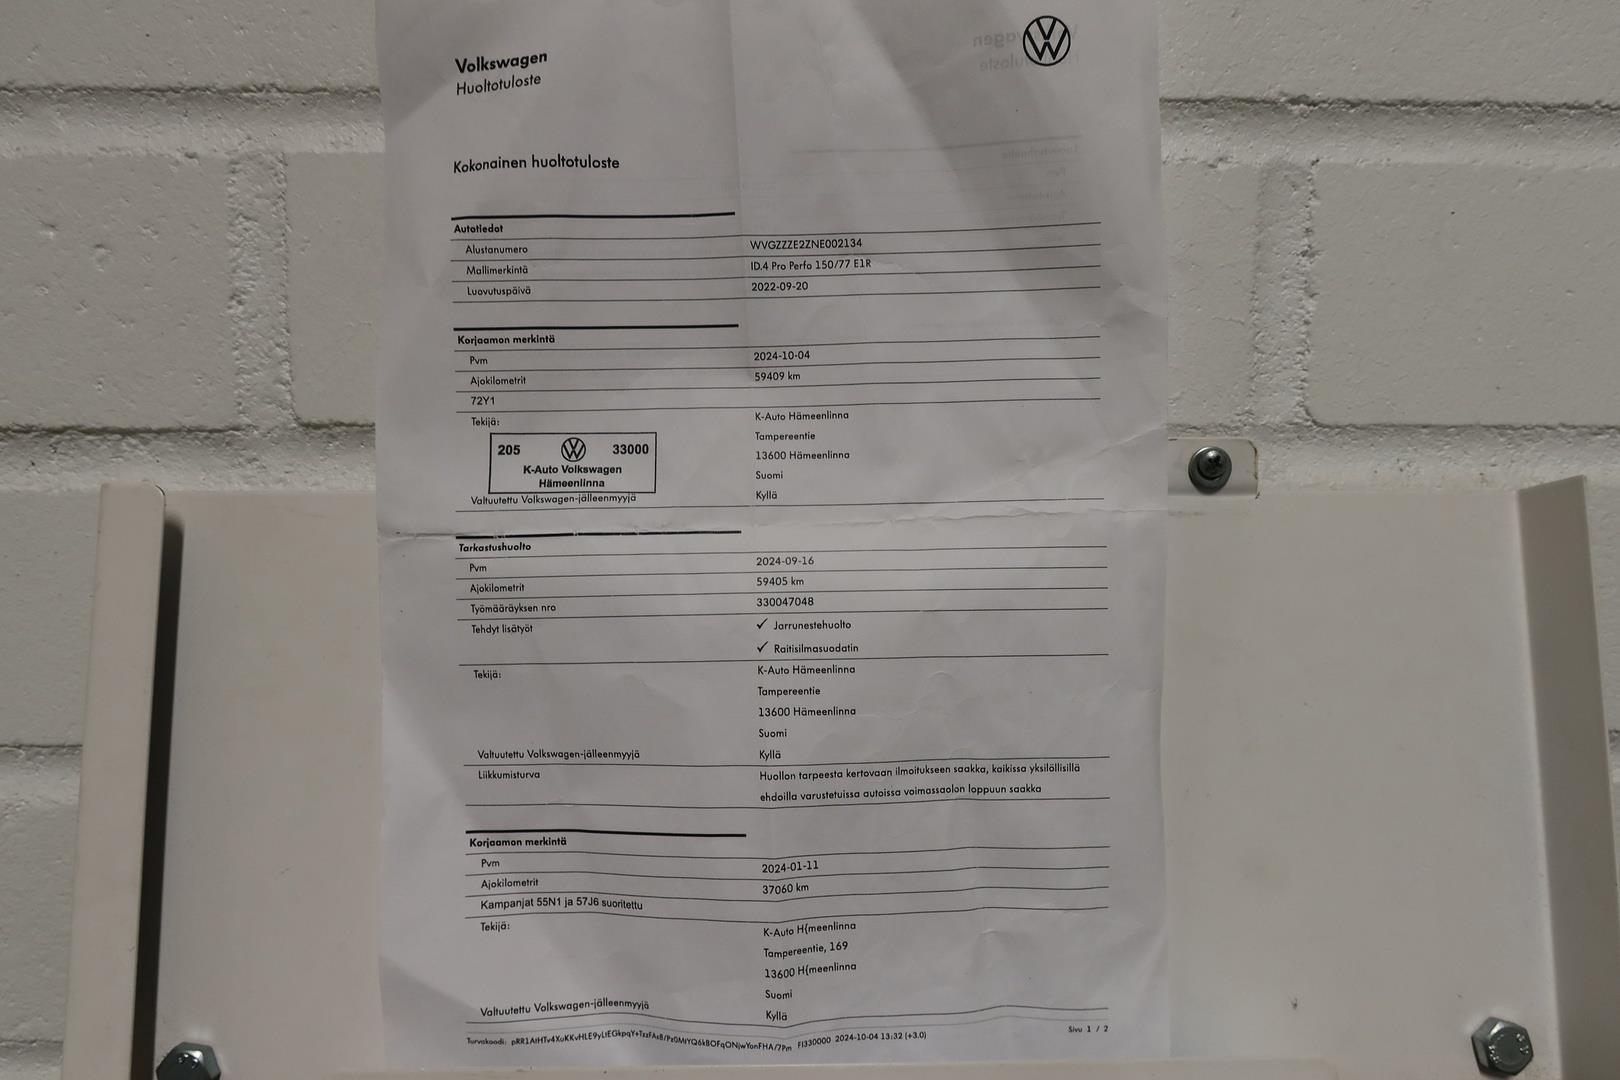 Volkswagen
Huoltotuloste
Kokonainen huoltotuloste
Autotiedot
Alustanumero WVGZZZE2ZNE002134
Mallimerkintä ID.4 Pro Perfo 150/77 E1R
Luovutuspäivä 2022-09-20
Korjaamon merkintä
Pvm 2024-10-04
Ajokilometrit 59409 km
72Y1
Tekijä: K-Auto Hämeenlinna
Tampereentie
13600 Hämeenlinna
Suomi
205 33000
K-Auto Volkswagen
Hämeenlinna
Valtuutettu Volkswagen-jälleenmyyjä Kyllä
Tarkastushuolto
Pvm 2024-09-16
Ajokilometrit 59405 km
Työmääräyksen nro 330047048
Tehdyt lisätyöt ✓ Jarrunestehuolto
✓ Raitisilmasuodatin
Tekijä: K-Auto Hämeenlinna
Tampereentie
13600 Hämeenlinna
Suomi
Valtuutettu Volkswagen-jälleenmyyjä Kyllä
Liikkumisturva Huollon tarpeesta kertovaan ilmoitukseen saakka, kaikissa yksilöllisillä
ehdoilla varustetuissa autoissa voimassaolon loppuun saakka
Korjaamon merkintä
Pvm 2024-01-11
Ajokilometrit 37060 km
Kampanjat 55N1 ja 57J6 suoritettu
Tekijä: K-Auto H{meenlinna
Tampereentie, 169
13600 H{meenlinna
Suomi
Valtuutettu Volkswagen-jälleenmyyjä Kyllä
Turvakoodi: FI330000 2024-10-04 13:32 (+3.0)
Sivu 1 / 2